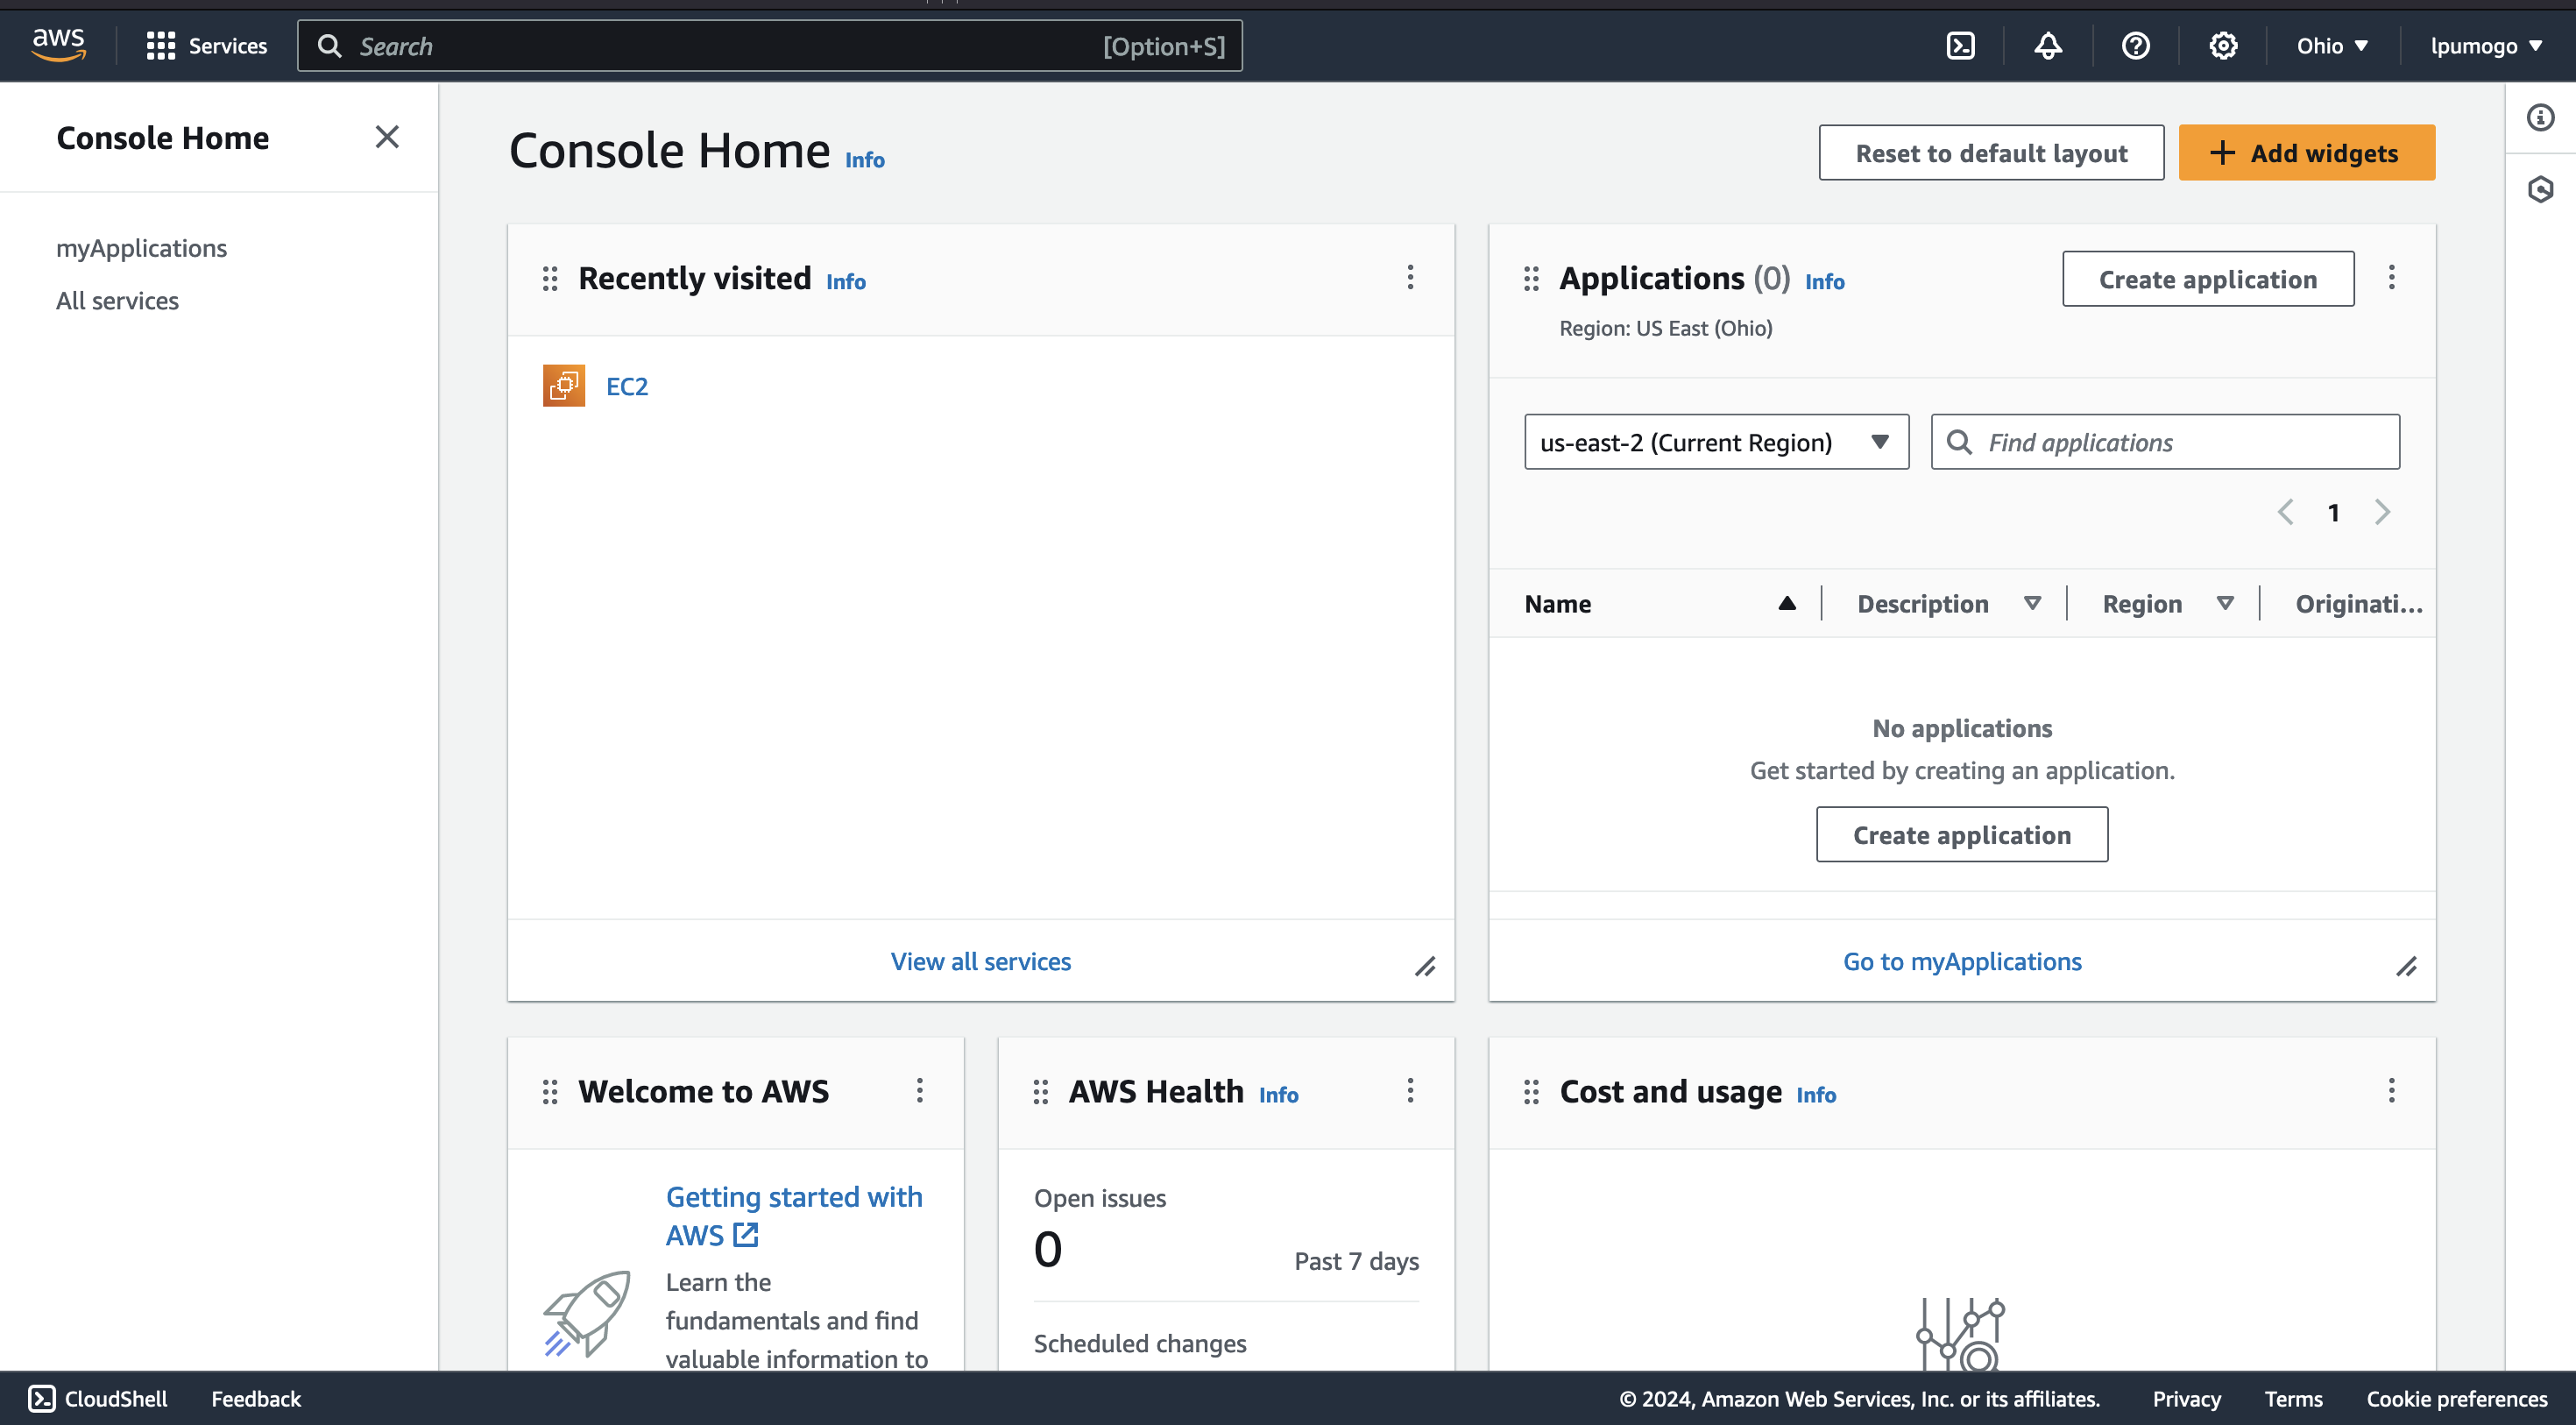 aws
Services
Search
[Option+S]
Ohio
lpumogo
Console Home
myApplications
All services
Console Home Info
Reset to default layout
Add widgets
Recently visited Info
EC2
View all services
Applications (0) Info
Region: US East (Ohio)
Create application
us-east-2 (Current Region)
Find applications
1
Name
Description
Region
Originati...
No applications
Get started by creating an application.
Create application
Go to myApplications
Welcome to AWS
Getting started with
AWS
Learn the
fundamentals and find
valuable information to
AWS Health Info
Open issues
0
Past 7 days
Scheduled changes
Cost and usage Info
CloudShell
Feedback
© 2024, Amazon Web Services, Inc. or its affiliates.
Privacy
Terms
Cookie preferences